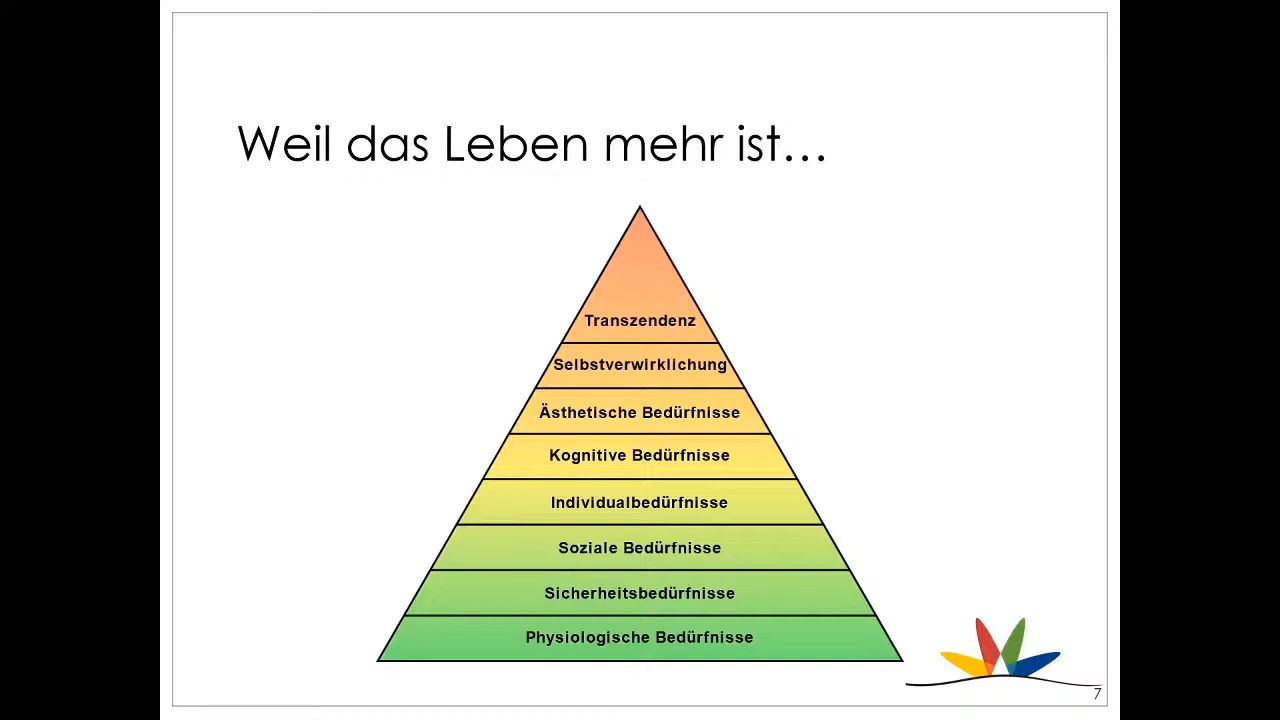 Weil das Leben mehr ist...
Transzendenz
Selbstverwirklichung
Ästhetische Bedürfnisse
Kognitive Bedürfnisse
Individualbedürfnisse
Soziale Bedürfnisse
Sicherheitsbedürfnisse
Physiologische Bedürfnisse
7